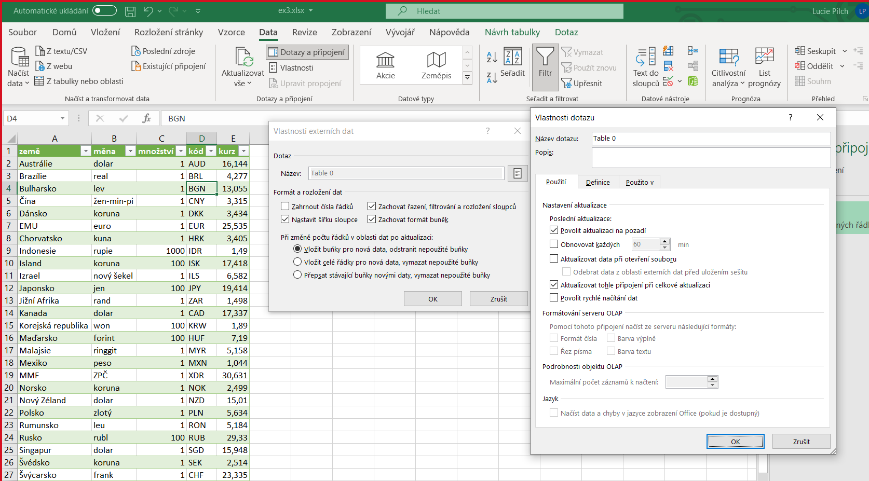 Automatické ukládání ex3.xlsx Hledat Lucie Pilch LP
Soubor Domů Vložení Rozložení stránky Vzorce Data Revize Zobrazení Vývojář Nápověda Návrh tabulky Dotaz
Načíst data
Z textu/CSV
Z webu
Z tabulky nebo oblasti
Poslední zdroje
Existující připojení
Načíst a transformovat data
Aktualizovat vše
Dotazy a připojení
Vlastnosti
Upravit propojení
Dotazy a připojení
Akcie Zeměpis
Datové typy
Seřadit
Filtr
Vymazat
Použít znovu
Upřesnit
Seřadit a filtrovat
Text do sloupců
Datové nástroje
Citlivostní analýza
List prognózy
Prognóza
Seskupit
Oddělit
Souhrn
Přehled
D4 fx BGN
A B C D E
1 země měna množství kód kurz
2 Austrálie dolar 1 AUD 16,144
3 Brazílie real 1 BRL 4,277
4 Bulharsko lev 1 BGN 13,055
5 Čína žen-min-pi 1 CNY 3,315
6 Dánsko koruna 1 DKK 3,434
7 EMU euro 1 EUR 25,535
8 Chorvatsko kuna 1 HRK 3,405
9 Indonesie rupie 1000 IDR 1,49
10 Island koruna 100 ISK 17,418
11 Izrael nový šekel 1 ILS 6,582
12 Japonsko jen 100 JPY 19,414
13 Jižní Afrika rand 1 ZAR 1,498
14 Kanada dolar 1 CAD 17,337
15 Korejská republika won 100 KRW 1,89
16 Maďarsko forint 100 HUF 7,19
17 Malajsie ringgit 1 MYR 5,158
18 Mexiko peso 1 MXN 1,044
19 MMF ZPČ 1 XDR 30,631
20 Norsko koruna 1 NOK 2,499
21 Nový Zéland dolar 1 NZD 15,01
22 Polsko zlotý 1 PLN 5,634
23 Rumunsko leu 1 RON 5,184
24 Rusko rubl 100 RUB 29,33
25 Singapur dolar 1 SGD 15,948
26 Švédsko koruna 1 SEK 2,514
27 Švýcarsko frank 1 CHF 23,335
Vlastnosti externích dat ?
Dotaz
Název: Table 0
Formát a rozložení dat
Zahrnout čísla řádků
Zachovat řazení, filtrování a rozložení sloupců
Nastavit šířku sloupce
Zachovat formát buněk
Při změně počtu řádků v oblasti dat po aktualizaci:
Vložit buňky pro nová data, odstranit nepoužité buňky
Vložit celé řádky pro nová data, vymazat nepoužité buňky
Přepsat stávající buňky novými daty, vymazat nepoužité buňky
OK Zrušit
Vlastnosti dotazu ?
Název dotazu: Table 0
Popis:
Použití Definice Použito v
Nastavení aktualizace
Poslední aktualizace:
Povolit aktualizaci na pozadí
Obnovovat každých 60 min
Aktualizovat data při otevření souboru
Odebrat data z oblasti externích dat před uložením sešitu
Aktualizovat tohle připojení při celkové aktualizaci
Povolit rychlé načítání dat
Formátování serveru OLAP
Pomocí tohoto připojení načíst ze serveru následující formáty:
Formát čísla Barva výplně
Řez písma Barva textu
Podrobnosti objektu OLAP
Maximální počet záznamů k načtení:
Jazyk
Načíst data a chyby v jazyce zobrazení Office (pokud je dostupný)
OK Zrušit